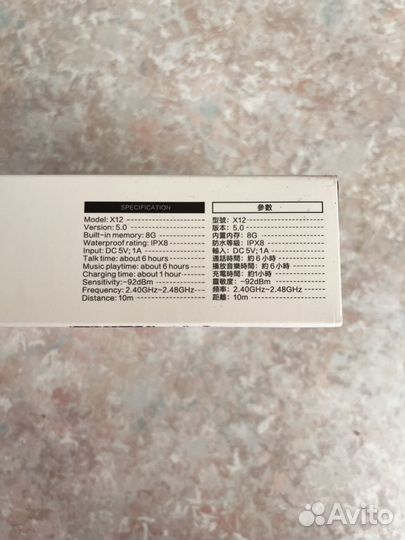 SPECIFICATION
Model: X12
Version: 5.0
Built-in memory: 8G
Waterproof rating: IPX8
Input: DC 5V; 1A
Talk time: about 6 hours
Music playtime: about 6 hours
Charging time: about 1 hour
Sensitivity: -92dBm
Frequency: 2.40GHz~2.48GHz
Distance: 10m
參數
型號: X12
版本: 5.0
内置内存: 8G
防水等級: IPX8
輸入: DC 5V; 1A
通話時間: 約6小時
播放音樂時間: 約6小時
充電時間: 約1小時
靈敏度: -92dBm
頻率: 2.40GHz~2.48GHz
距離: 10m
Avito